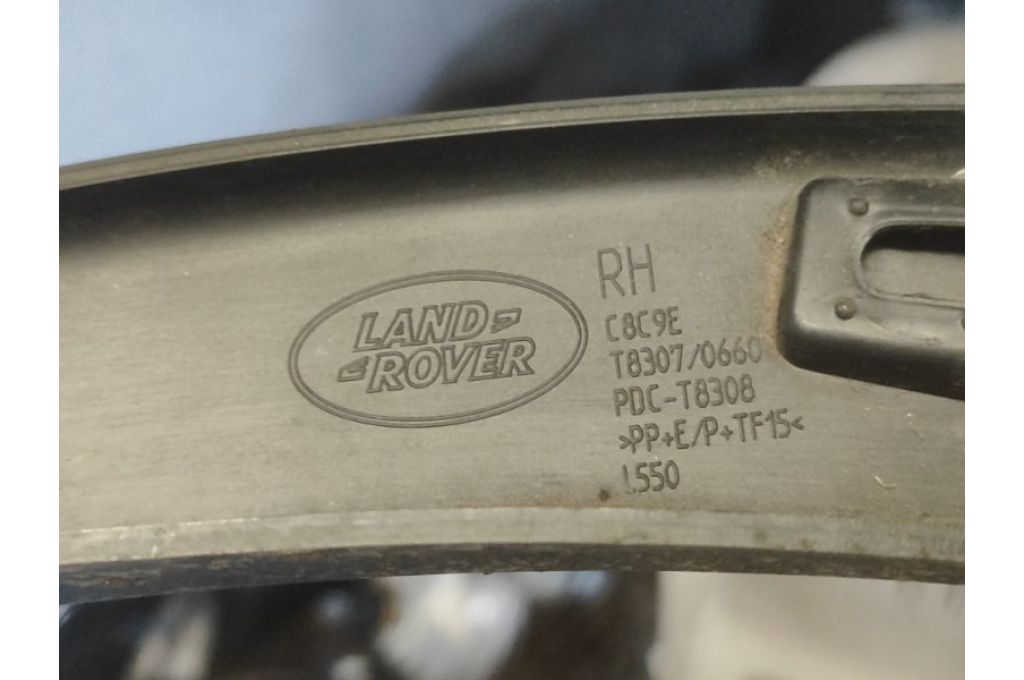 LAND
ROVER
RH
C8C9E
T8307/0660
PDC-T8308
>PP+E/P+TF15<
L550